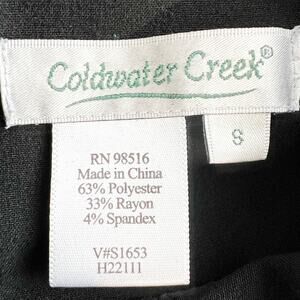 Coldwater Creek®
S
RN 98516
Made in China
63% Polyester
33% Rayon
4% Spandex
V#S1653
H22111